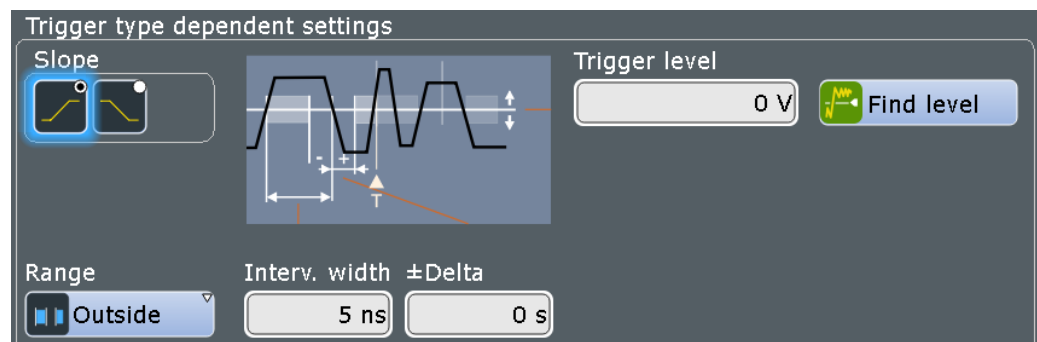 Trigger type dependent settings
Slope
Trigger level
0 V
Find level
- +
T
Range
Interv. width
±Delta
Outside
5 ns
0 s